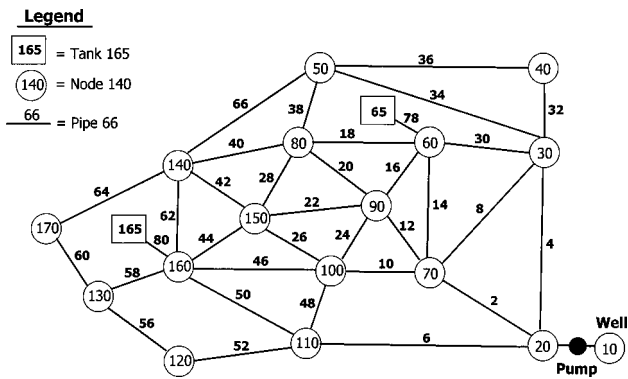 Legend
165 = Tank 165
140 = Node 140
66 = Pipe 66
50 36 40
66 38 34 32
65 78
40 80 18 60 30 30
140 42 28 20 16
64 62 22 90 14 8
170 165 80 44 150 26 24 12 4
60 58 160 46 100 10 70
130 50 48 2
56 52 110 6 20 10
120
Well
Pump